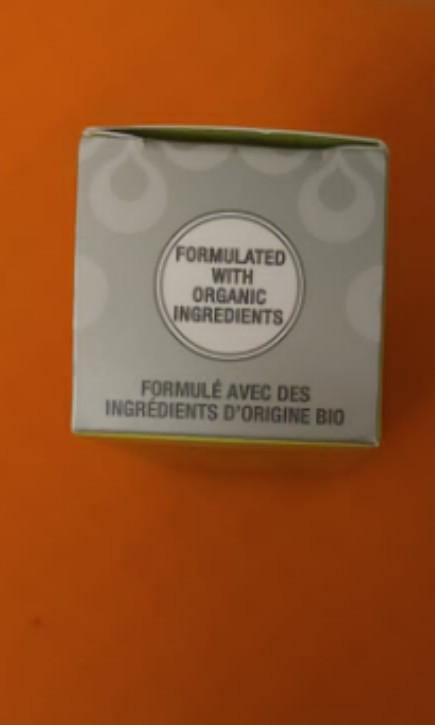 FORMULATED
WITH
ORGANIC
INGREDIENTS
FORMULÉ AVEC DES
INGRÉDIENTS D'ORIGINE BIO